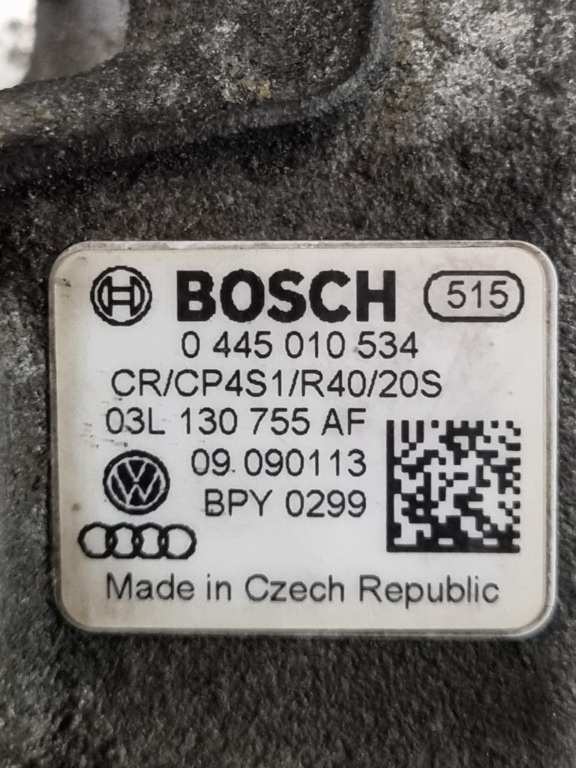 BOSCH 515
0 445 010 534
CR/CP4S1/R40/20S
03L 130 755 AF
09.090113
BPY 0299
Made in Czech Republic